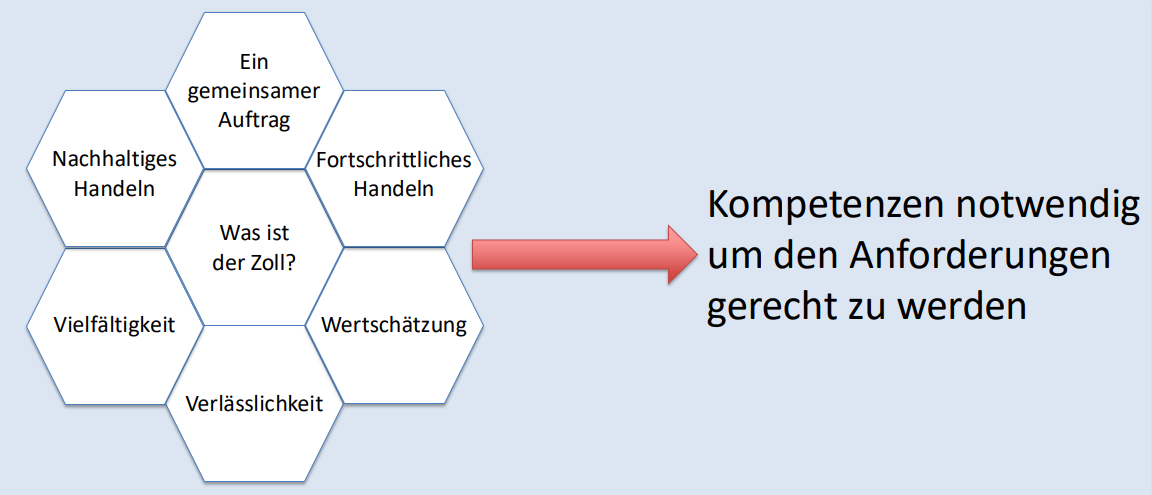 Ein
gemeinsamer
Auftrag
Nachhaltiges
Handeln
Fortschrittliches
Handeln
Was ist
der Zoll?
Vielfältigkeit
Wertschätzung
Verlässlichkeit
Kompetenzen notwendig
um den Anforderungen
gerecht zu werden